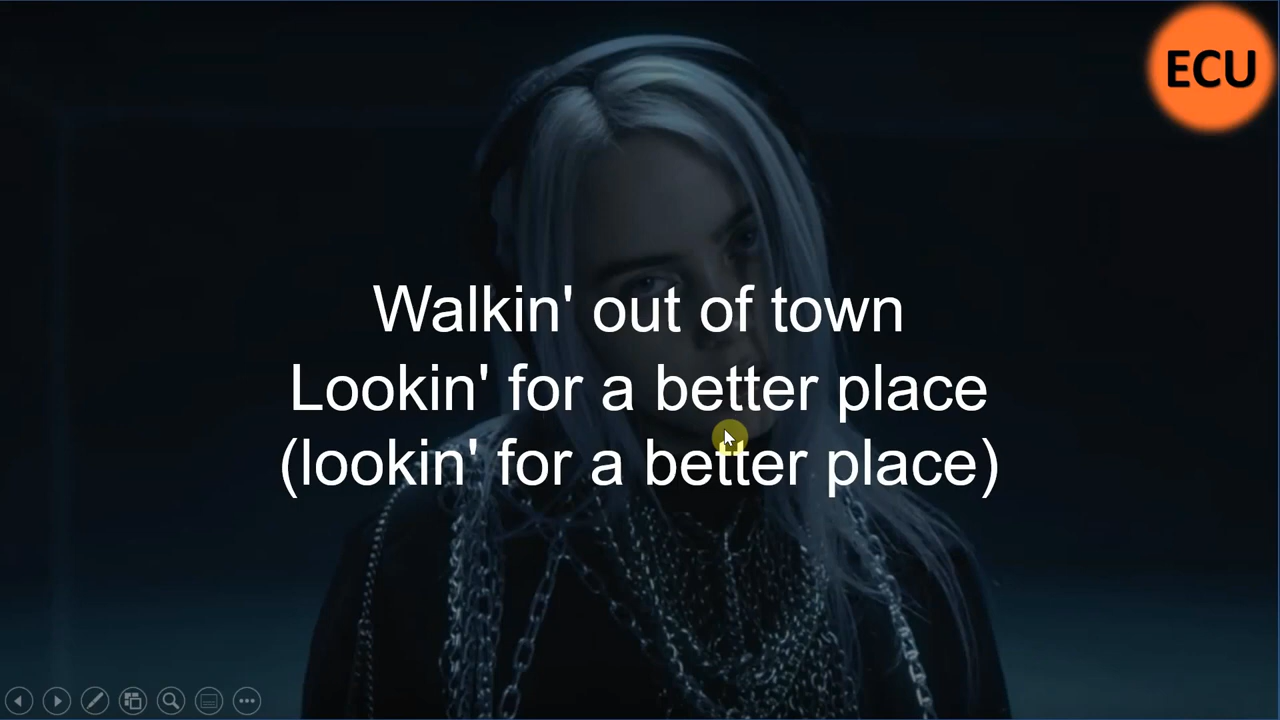 ECU
Walkin' out of town
Lookin' for a better place
(lookin' for a better place)